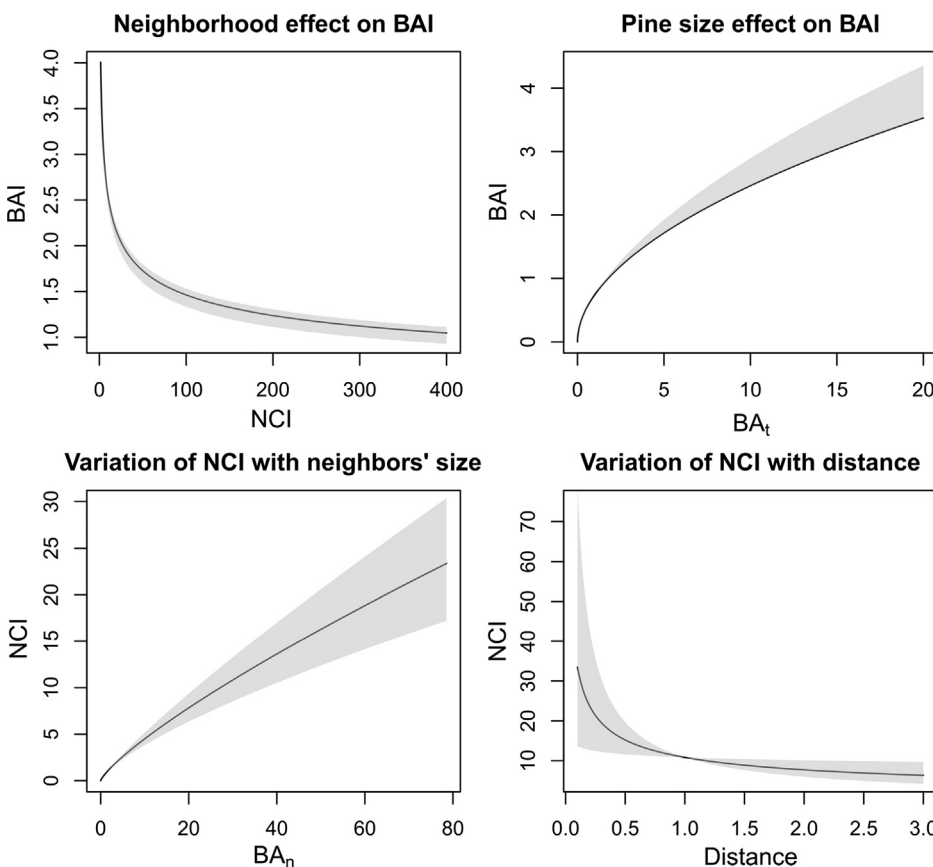 Neighborhood effect on BAI
BAI
4.0
3.5
3.0
2.5
2.0
1.5
1.0
0 100 200 300 400
NCI
Pine size effect on BAI
BAI
4
3
2
1
0
0 5 10 15 20
BAt
Variation of NCI with neighbors' size
NCI
30
25
20
15
10
5
0
0 20 40 60 80
BAn
Variation of NCI with distance
NCI
70
60
50
40
30
20
10
0.0 0.5 1.0 1.5 2.0 2.5 3.0
Distance